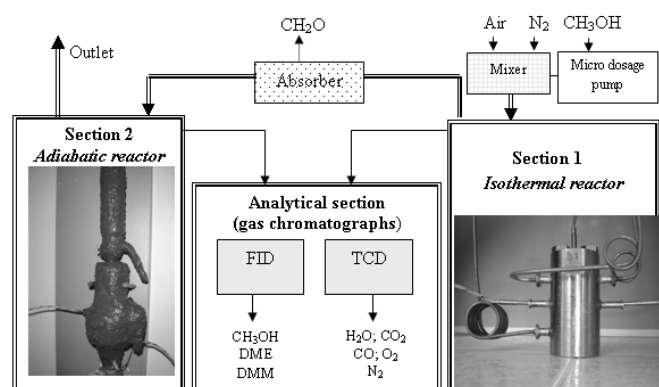 CH2O
Air
N2
CH3OH
Outlet
Absorber
Mixer
Micro dosage
pump
Section 2
Adiabatic reactor
Section 1
Isothermal reactor
Analytical section
(gas chromatographs)
FID
TCD
CH3OH
DME
DMM
H2O; CO2
CO; O2
N2